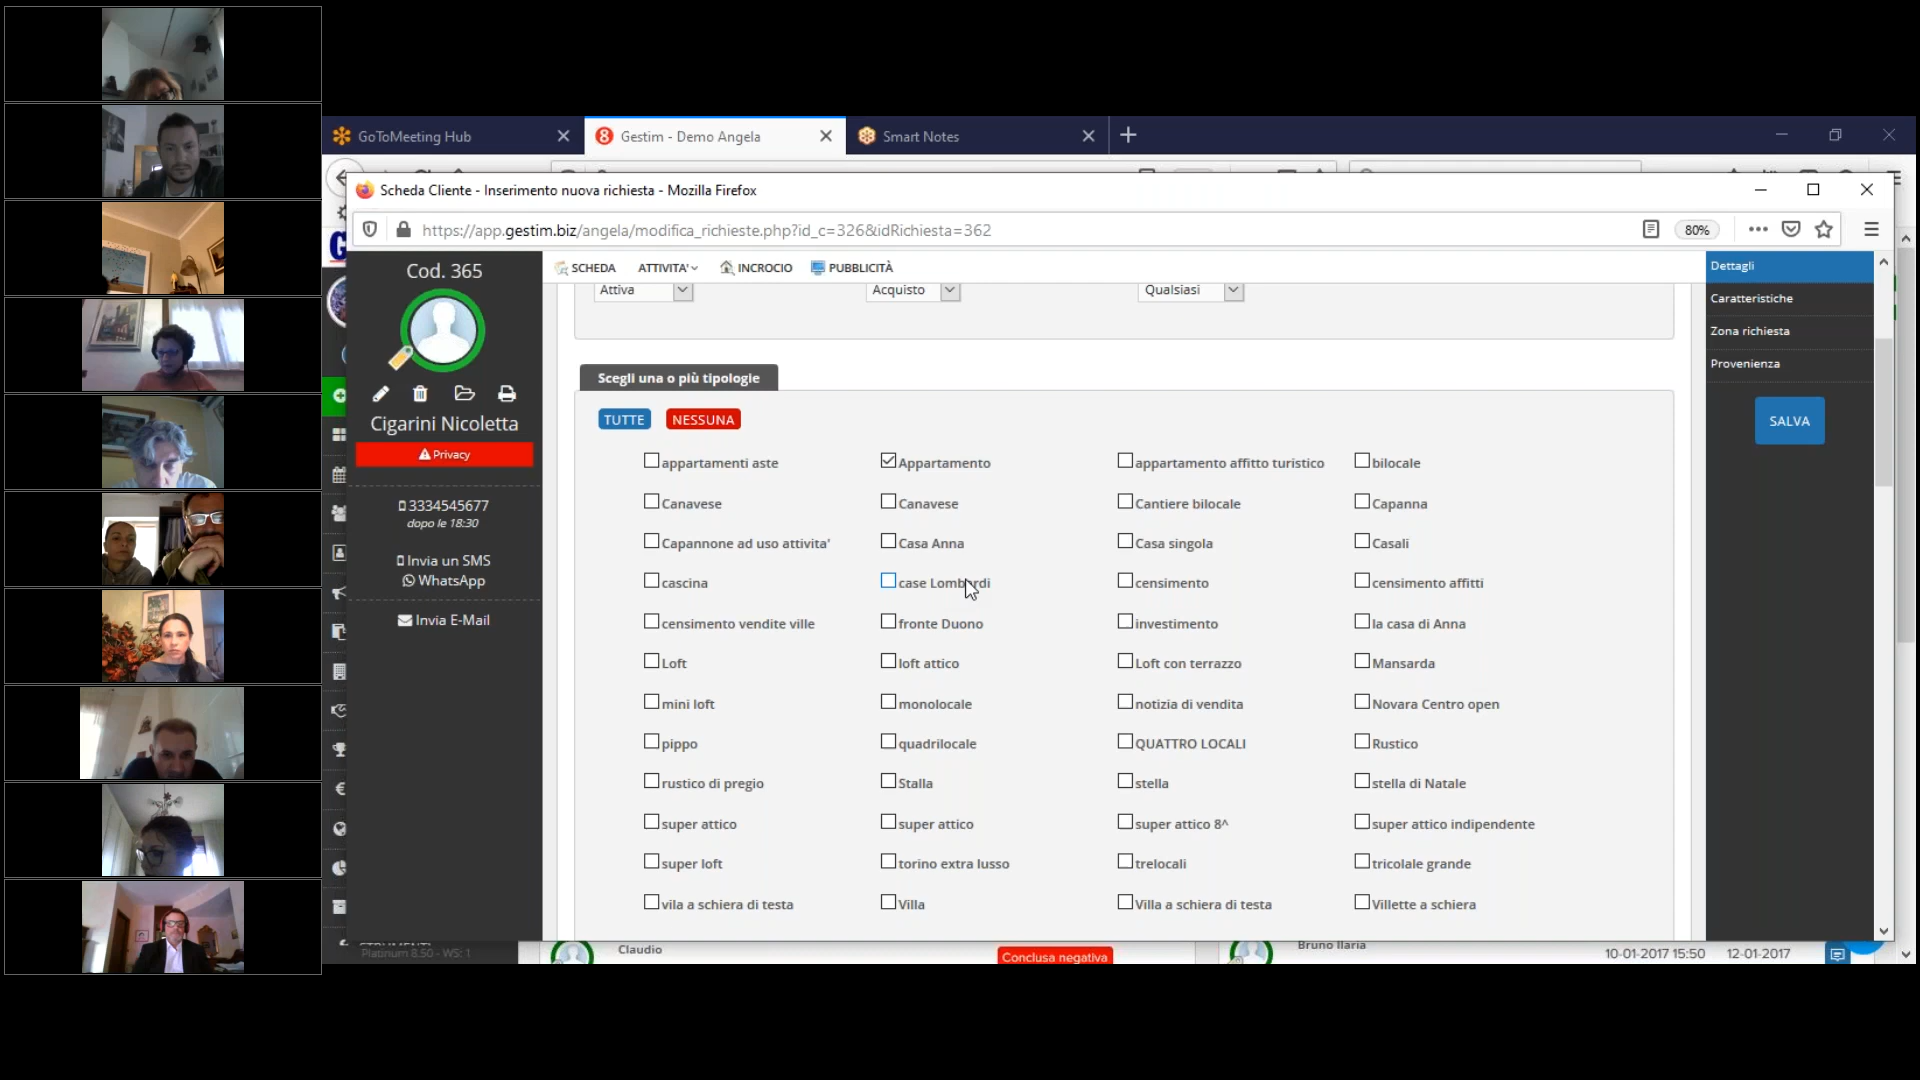 GoToMeeting Hub
Gestim - Demo Angela
Smart Notes
Scheda Cliente - Inserimento nuova richiesta - Mozilla Firefox
https://app.gestim.biz/angela/modifica_richieste.php?id_c=326&idRichiesta=362
80%
Cod. 365
SCHEDA ATTIVITA' INCROCIO PUBBLICITÀ
Dettagli
Caratteristiche
Zona richiesta
Provenienza
SALVA
Attiva Acquisto Qualsiasi
Cigarini Nicoletta
Privacy
3334545677
dopo le 18:30
Invia un SMS
WhatsApp
Invia E-Mail
Scegli una o più tipologie
TUTTE NESSUNA
appartamenti aste Appartamento appartamento affitto turistico bilocale
Canavese Canavese Cantiere bilocale Capanna
Capannone ad uso attivita' Casa Anna Casa singola Casali
cascina case Lombardi censimento censimento affitti
censimento vendite ville fronte Duono investimento la casa di Anna
Loft loft attico Loft con terrazzo Mansarda
mini loft monolocale notizia di vendita Novara Centro open
pippo quadrilocale QUATTRO LOCALI Rustico
rustico di pregio Stalla stella stella di Natale
super attico super attico super attico 8^ super attico indipendente
super loft torino extra lusso trelocali tricolale grande
vila a schiera di testa Villa Villa a schiera di testa Villette a schiera
Platinum 8.50 - WS: 1
Claudio
Conclusa negativa
Bruno Ilaria
10-01-2017 15:50 12-01-2017